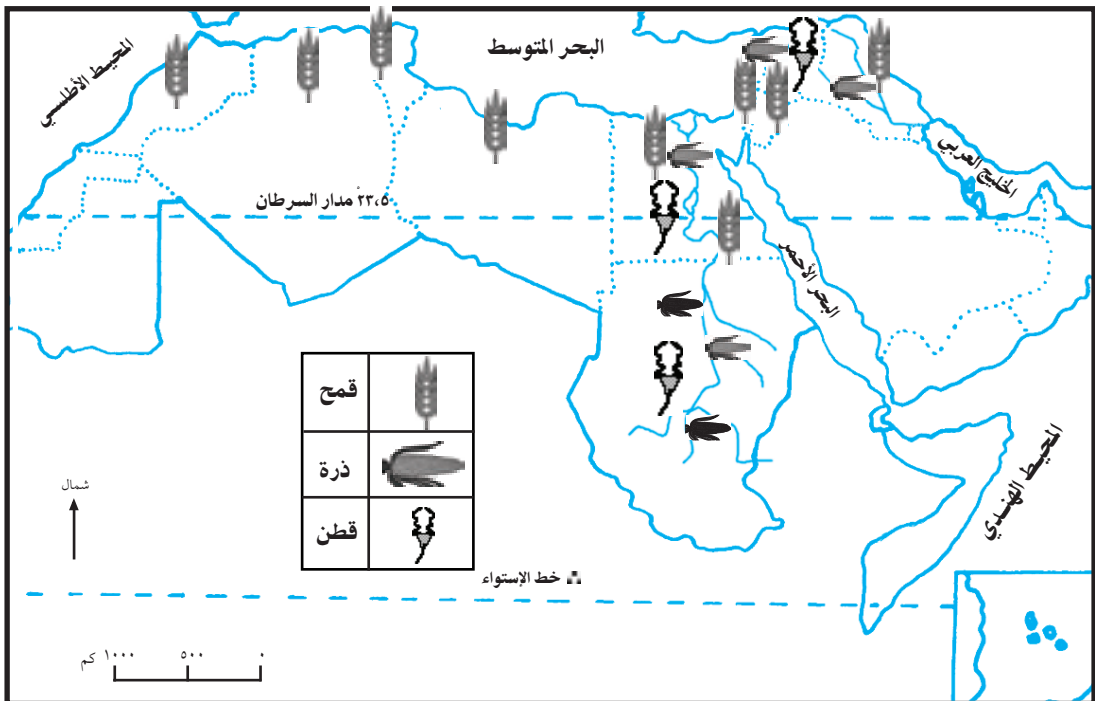 المحيط الأطلسي
البحر المتوسط
الخليج العربي
٢٣،٥ْ مدار السرطان
البحر الأحمر
قمح
ذرة
قطن
شمال
المحيط الهندي
خط الإستواء ْ٠
٠ ٥٠٠ ١٠٠٠ كم